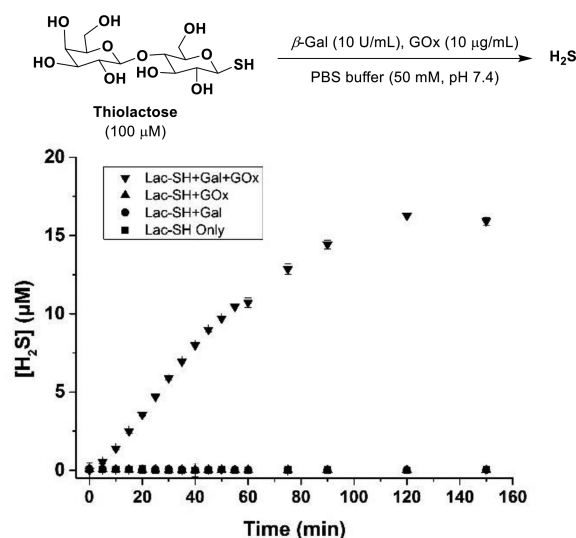 OH
OH
OH
HO
O
O
HO
O
SH
OH
HO
OH
OH
Thiolactose
(100 μM)
β-Gal (10 U/mL), GOx (10 μg/mL)
PBS buffer (50 mM, pH 7.4)
H₂S
Lac-SH+Gal+GOx
Lac-SH+GOx
Lac-SH+Gal
Lac-SH Only
[H₂S] (μM)
20
15
10
5
0
0 20 40 60 80 100 120 140 160
Time (min)